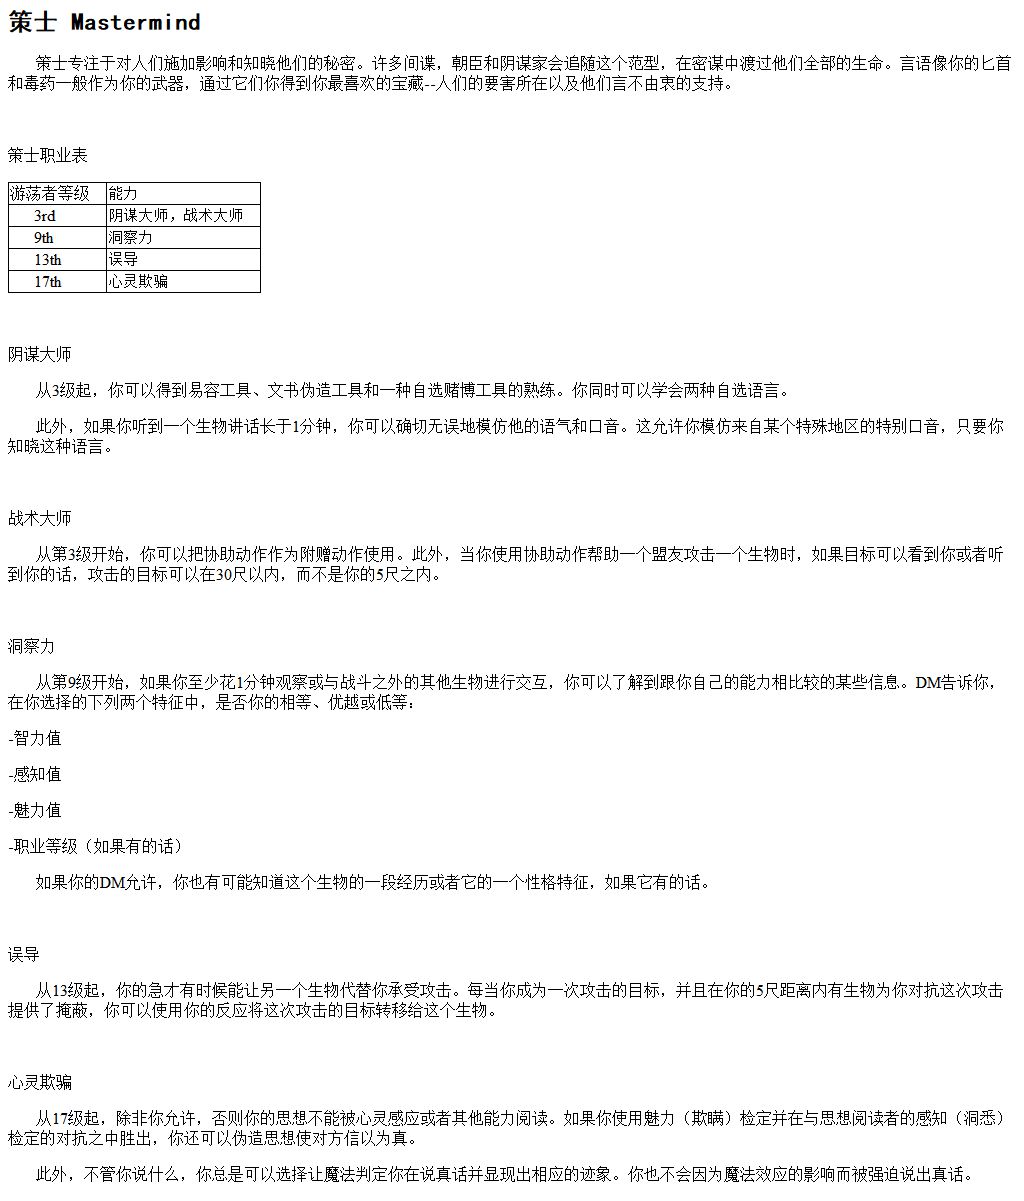 策士 Mastermind
策士专注于对人们施加影响和知晓他们的秘密。许多间谍，朝臣和阴谋家会追随这个范型，在密谋中渡过他们全部的生命。言语像你的匕首
和毒药一般作为你的武器，通过它们你得到你最喜欢的宝藏--人们的要害所在以及他们言不由衷的支持。
策士职业表
游荡者等级 能力
3rd 阴谋大师，战术大师
9th 洞察力
13th 误导
17th 心灵欺骗
阴谋大师
从3级起，你可以得到易容工具、文书伪造工具和一种自选赌博工具的熟练。你同时可以学会两种自选语言。
此外，如果你听到一个生物讲话长于1分钟，你可以确切无误地模仿他的语气和口音。这允许你模仿来自某个特殊地区的特别口音，只要你
知晓这种语言。
战术大师
从第3级开始，你可以把协助动作作为附赠动作使用。此外，当你使用协助动作帮助一个盟友攻击一个生物时，如果目标可以看到你或者听
到你的话，攻击的目标可以在30尺以内，而不是你的5尺之内。
洞察力
从第9级开始，如果你至少花1分钟观察或与战斗之外的其他生物进行交互，你可以了解到跟你自己的能力相比较的某些信息。DM告诉你，
在你选择的下列两个特征中，是否你的相等、优越或低等：
-智力值
-感知值
-魅力值
-职业等级（如果有的话）
如果你的DM允许，你也有可能知道这个生物的一段经历或者它的一个性格特征，如果它有的话。
误导
从13级起，你的急才有时候能让另一个生物代替你承受攻击。每当你成为一次攻击的目标，并且在你的5尺距离内有生物为你对抗这次攻击
提供了掩蔽，你可以使用你的反应将这次攻击的目标转移给这个生物。
心灵欺骗
从17级起，除非你允许，否则你的思想不能被心灵感应或者其他能力阅读。如果你使用魅力（欺瞒）检定并在与思想阅读者的感知（洞悉）
检定的对抗之中胜出，你还可以伪造思想使对方信以为真。
此外，不管你说什么，你总是可以选择让魔法判定你在说真话并显现出相应的迹象。你也不会因为魔法效应的影响而被强迫说出真话。